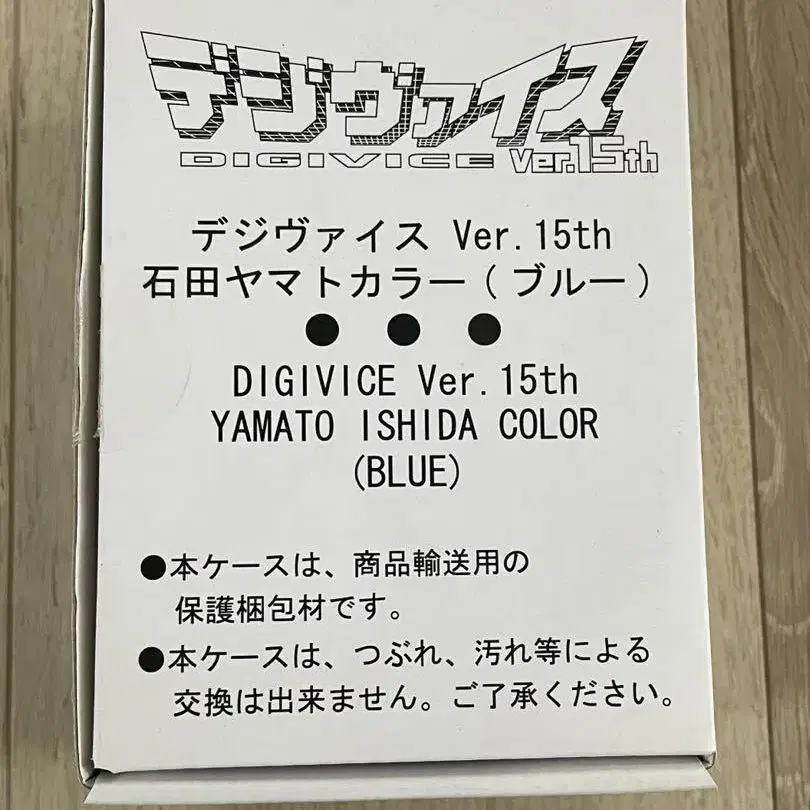 デジヴァイス
DIGIVICE Ver.15th
デジヴァイス Ver.15th
石田ヤマトカラー(ブルー)
● ● ●
DIGIVICE Ver.15th
YAMATO ISHIDA COLOR
(BLUE)
●本ケースは、商品輸送用の
保護梱包材です。
●本ケースは、つぶれ、汚れ等による
交換は出来ません。ご了承ください。